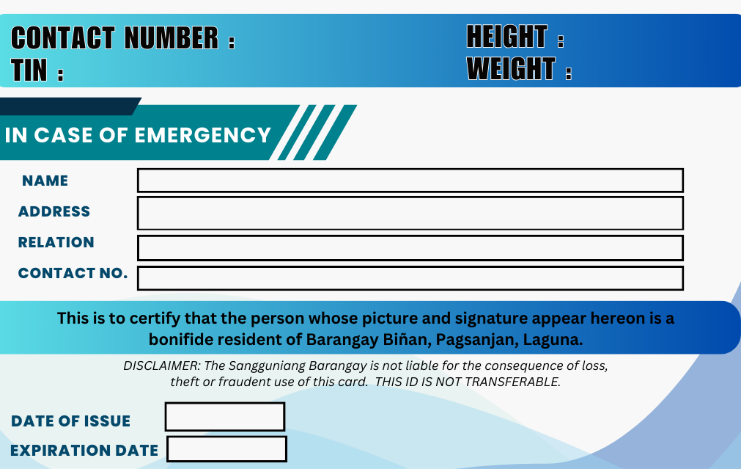 CONTACT NUMBER :
HEIGHT :
TIN :
WEIGHT :
IN CASE OF EMERGENCY
NAME
ADDRESS
RELATION
CONTACT NO.
This is to certify that the person whose picture and signature appear hereon is a
bonifide resident of Barangay Biñan, Pagsanjan, Laguna.
DISCLAIMER: The Sangguniang Barangay is not liable for the consequence of loss,
theft or fraudent use of this card. THIS ID IS NOT TRANSFERABLE.
DATE OF ISSUE
EXPIRATION DATE